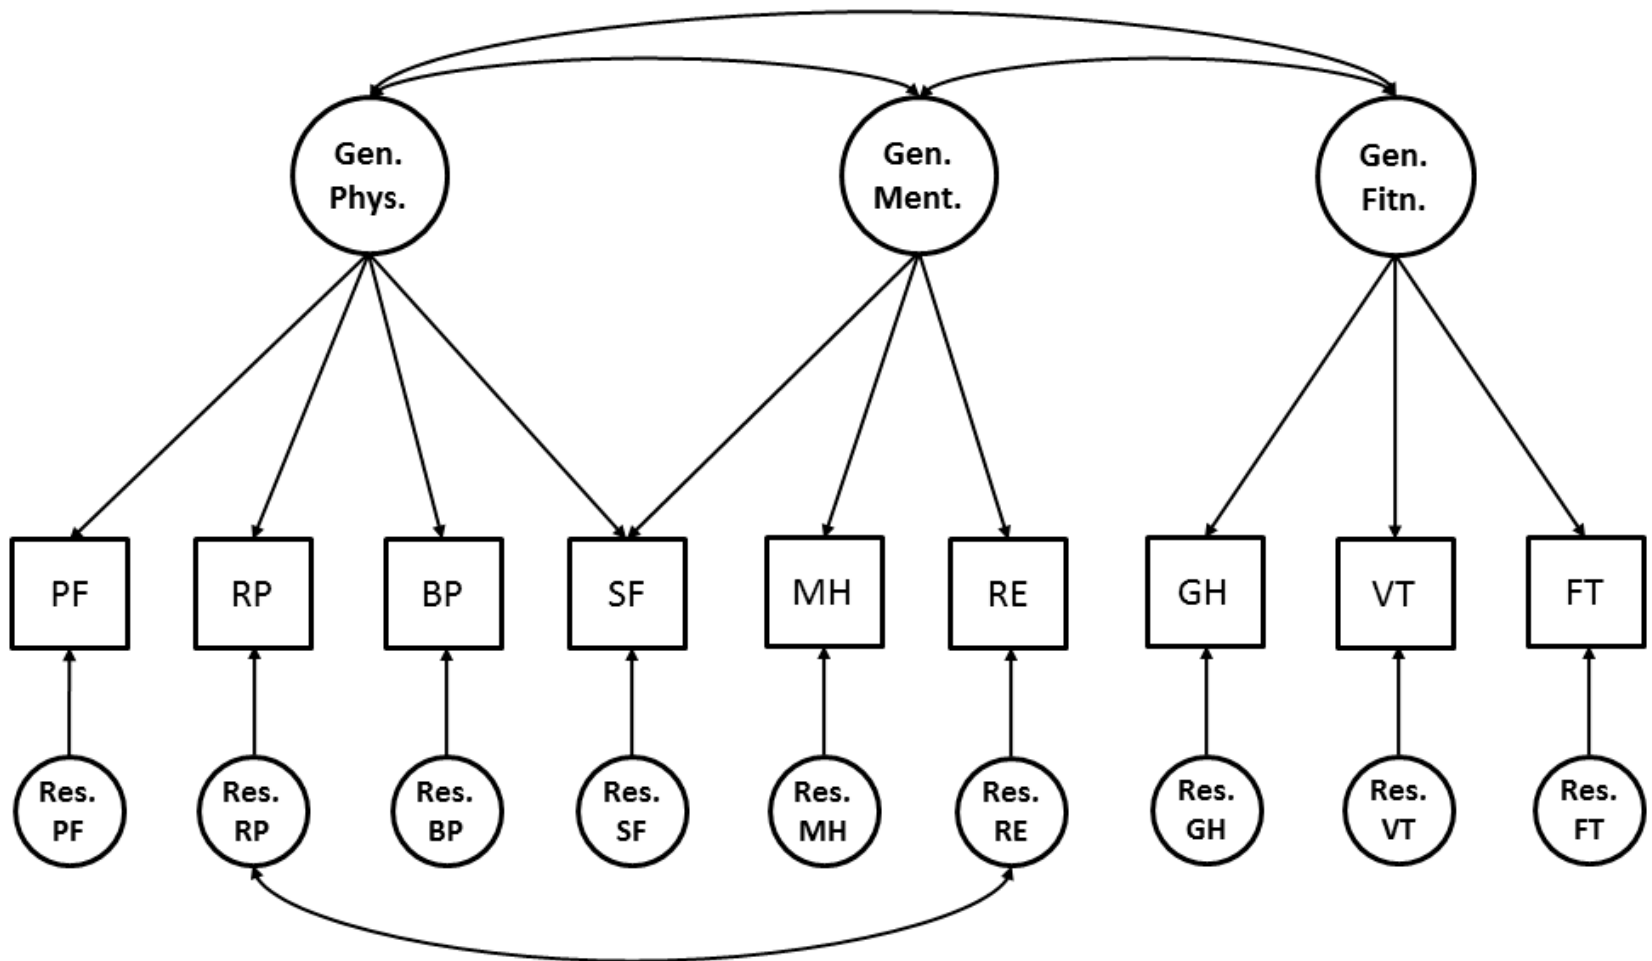 Gen.
Phys.
Gen.
Ment.
Gen.
Fitn.
PF
RP
BP
SF
MH
RE
GH
VT
FT
Res.
PF
Res.
RP
Res.
BP
Res.
SF
Res.
MH
Res.
RE
Res.
GH
Res.
VT
Res.
FT